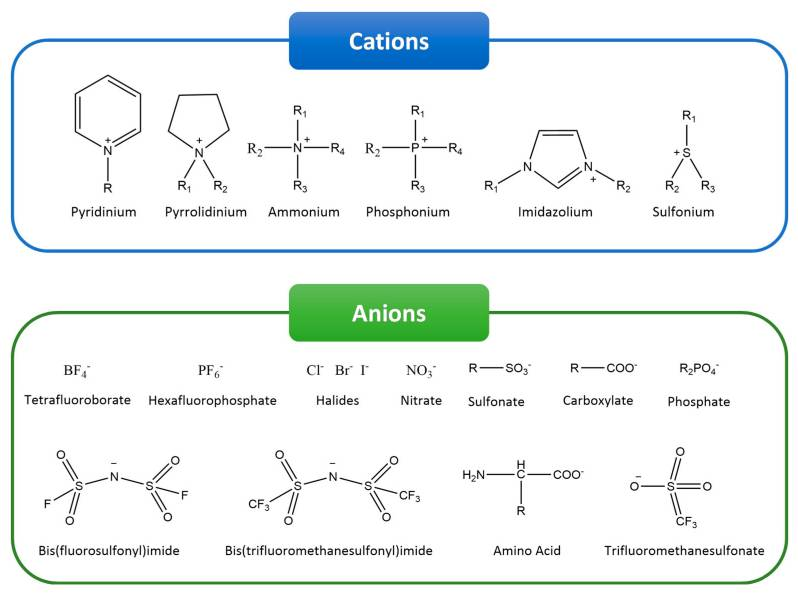 Cations
R1 R1 R1
N+ N+ R2 N+ R4 R2 P+ R4 N N+ +S
R R1 R2 R3 R3 R1 R2 R2 R3
Pyridinium Pyrrolidinium Ammonium Phosphonium Imidazolium Sulfonium
Anions
BF4- PF6- Cl- Br- I- NO3- R—SO3- R—COO- R2PO4-
Tetrafluoroborate Hexafluorophosphate Halides Nitrate Sulfonate Carboxylate Phosphate
O − O O − O H O
S N S S N S H2N C COO- −O S O
F O O F CF3 O O CF3 R CF3
Bis(fluorosulfonyl)imide Bis(trifluoromethanesulfonyl)imide Amino Acid Trifluoromethanesulfonate